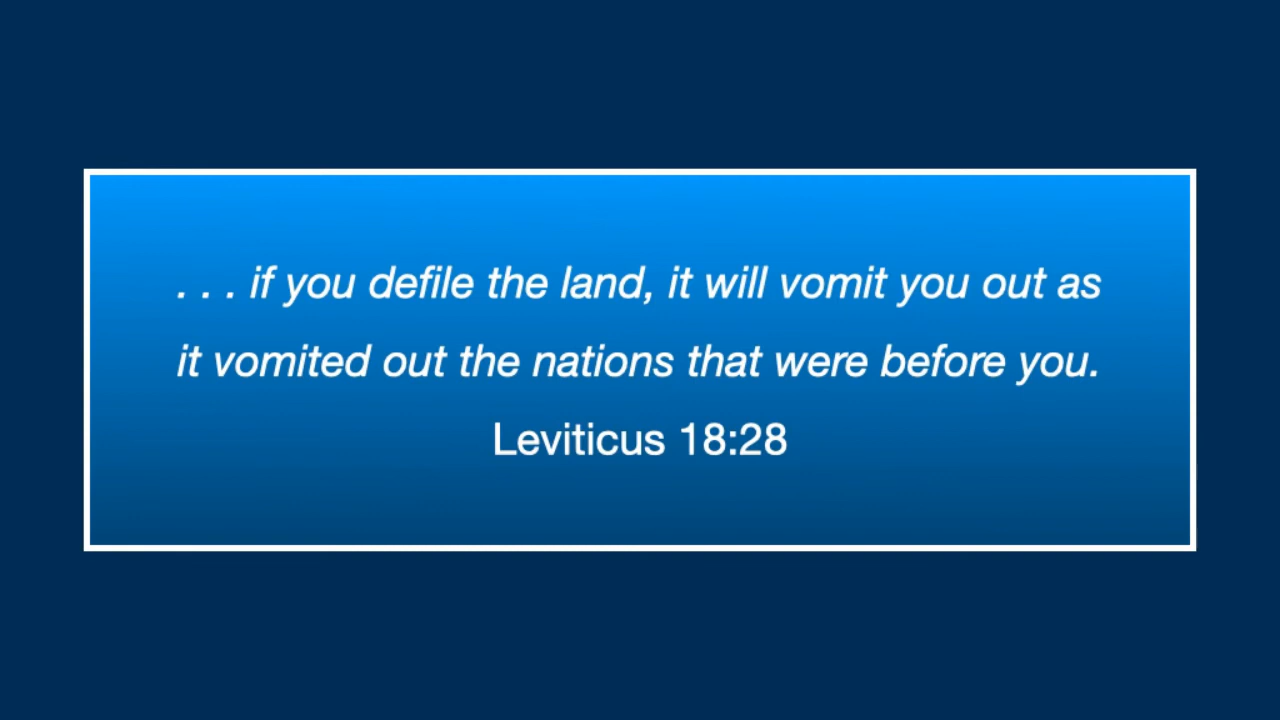 . . . if you defile the land, it will vomit you out as
it vomited out the nations that were before you.
Leviticus 18:28